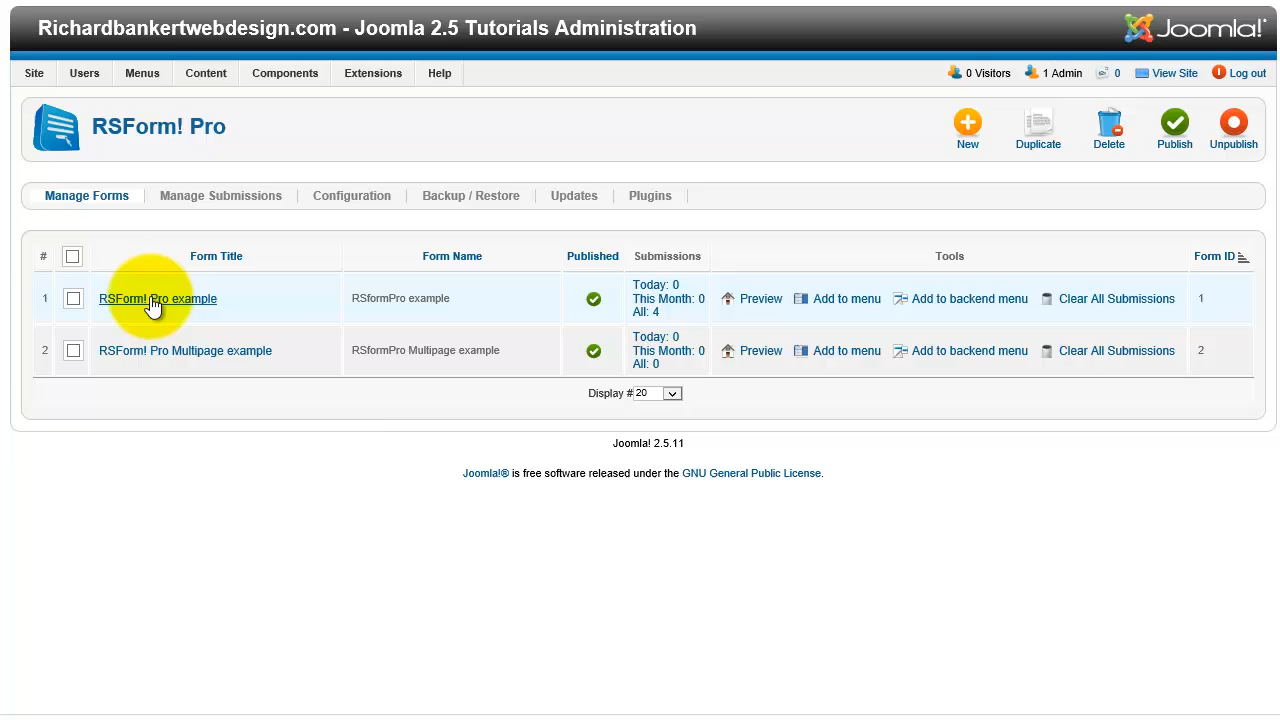 Richardbankertwebdesign.com - Joomla 2.5 Tutorials Administration
Joomla!®
Site Users Menus Content Components Extensions Help 0 Visitors 1 Admin 0 View Site Log out
RSForm! Pro
New Duplicate Delete Publish Unpublish
Manage Forms Manage Submissions Configuration Backup / Restore Updates Plugins
# Form Title Form Name Published Submissions Tools Form ID
1 RSForm! Pro example RSformPro example Today: 0
This Month: 0
All: 4
Preview Add to menu Add to backend menu Clear All Submissions 1
2 RSForm! Pro Multipage example RSformPro Multipage example Today: 0
This Month: 0
All: 0
Preview Add to menu Add to backend menu Clear All Submissions 2
Display # 20
Joomla! 2.5.11
Joomla!® is free software released under the GNU General Public License.